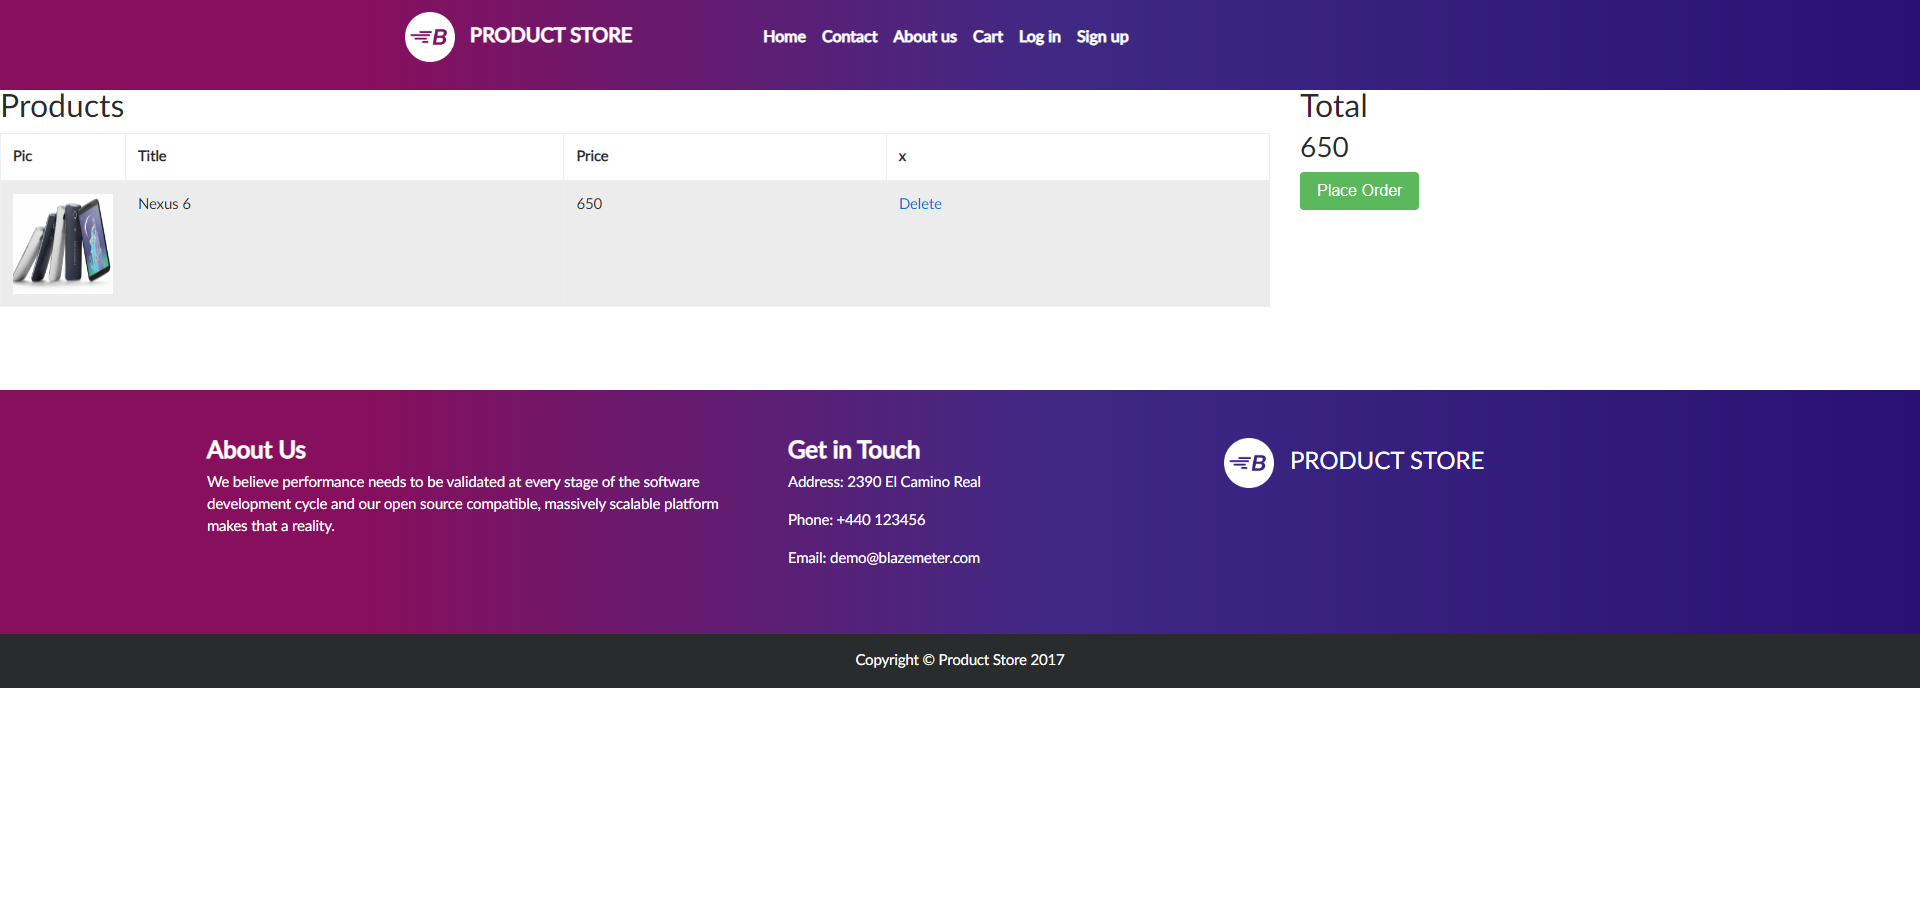 B PRODUCT STORE Home Contact About us Cart Log in Sign up
Products
Pic Title Price x
Nexus 6 650 Delete
Total
650
Place Order
About Us
We believe performance needs to be validated at every stage of the software
development cycle and our open source compatible, massively scalable platform
makes that a reality.
Get in Touch
Address: 2390 El Camino Real
Phone: +440 123456
Email: demo@blazemeter.com
B PRODUCT STORE
Copyright © Product Store 2017